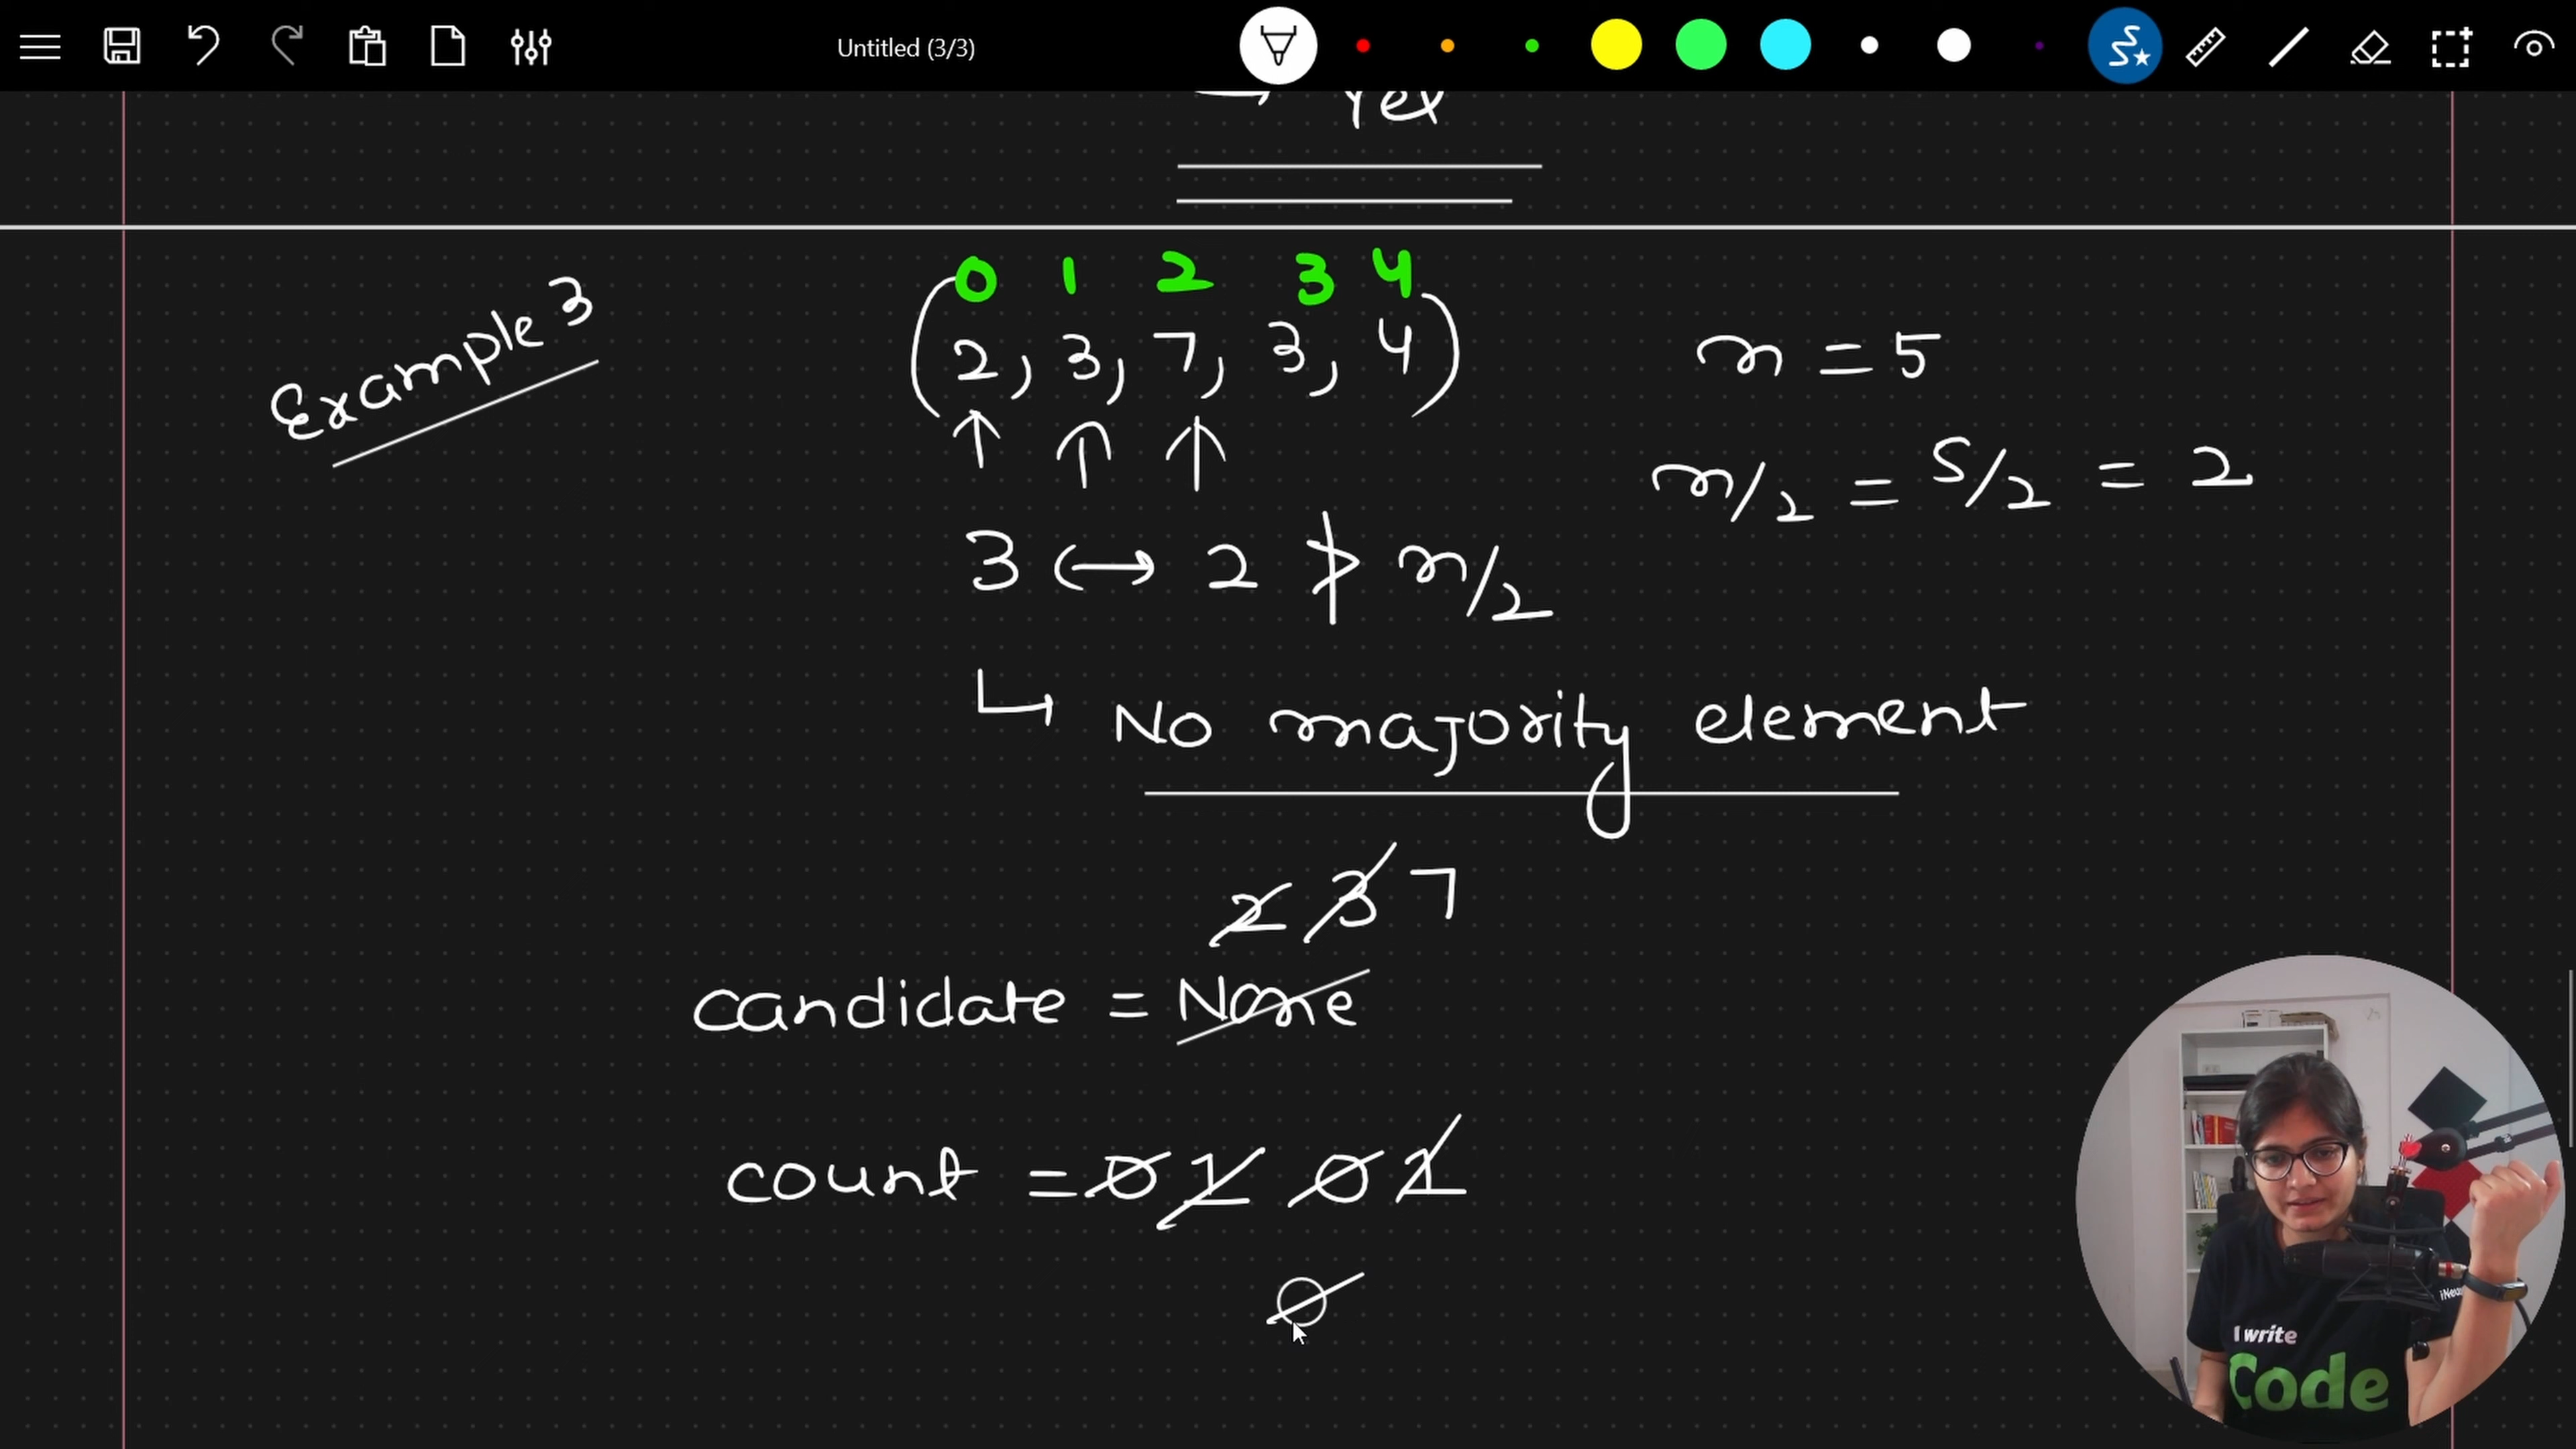 Untitled (3/3)
Yes
Example 3
0 1 2 3 4
(2, 3, 7, 3, 4)
n = 5
n/2 = 5/2 = 2
3 ↔ 2 ≯ n/2
↳ No majority element
2 3 7
candidate = None
count = 0 1 0 1
0
I write
Code